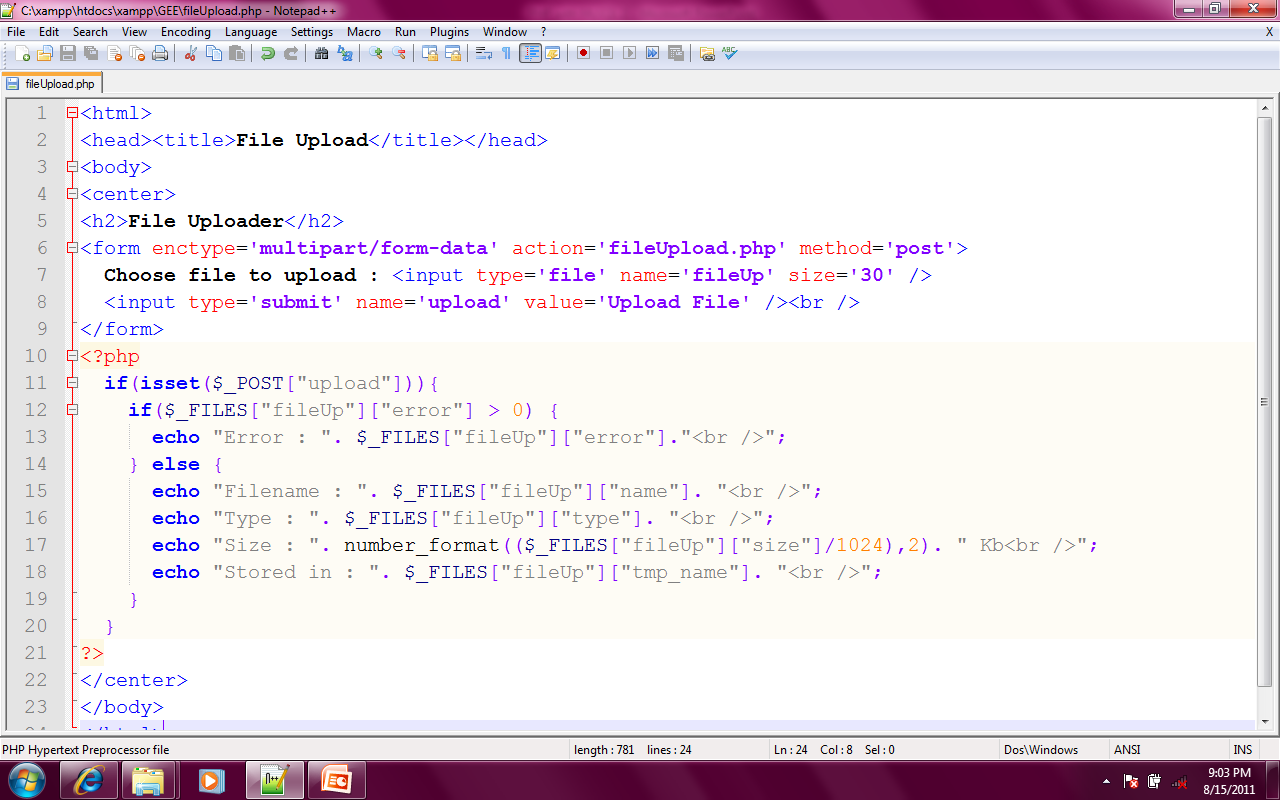 C:\xampp\htdocs\xampp\GEE\fileUpload.php - Notepad++
File Edit Search View Encoding Language Settings Macro Run Plugins Window ? X
fileUpload.php
1 <html>
2 <head><title>File Upload</title></head>
3 <body>
4 <center>
5 <h2>File Uploader</h2>
6 <form enctype='multipart/form-data' action='fileUpload.php' method='post'>
7 Choose file to upload : <input type='file' name='fileUp' size='30' />
8 <input type='submit' name='upload' value='Upload File' /><br />
9 </form>
10 <?php
11 if(isset($_POST["upload"])){
12 if($_FILES["fileUp"]["error"] > 0) {
13 echo "Error : ". $_FILES["fileUp"]["error"]."<br />";
14 } else {
15 echo "Filename : ". $_FILES["fileUp"]["name"]. "<br />";
16 echo "Type : ". $_FILES["fileUp"]["type"]. "<br />";
17 echo "Size : ". number_format(($_FILES["fileUp"]["size"]/1024),2). " Kb<br />";
18 echo "Stored in : ". $_FILES["fileUp"]["tmp_name"]. "<br />";
19 }
20 }
21 ?>
22 </center>
23 </body>
24 </html>
PHP Hypertext Preprocessor file length : 781 lines : 24 Ln : 24 Col : 8 Sel : 0 Dos\Windows ANSI INS
9:03 PM
8/15/2011